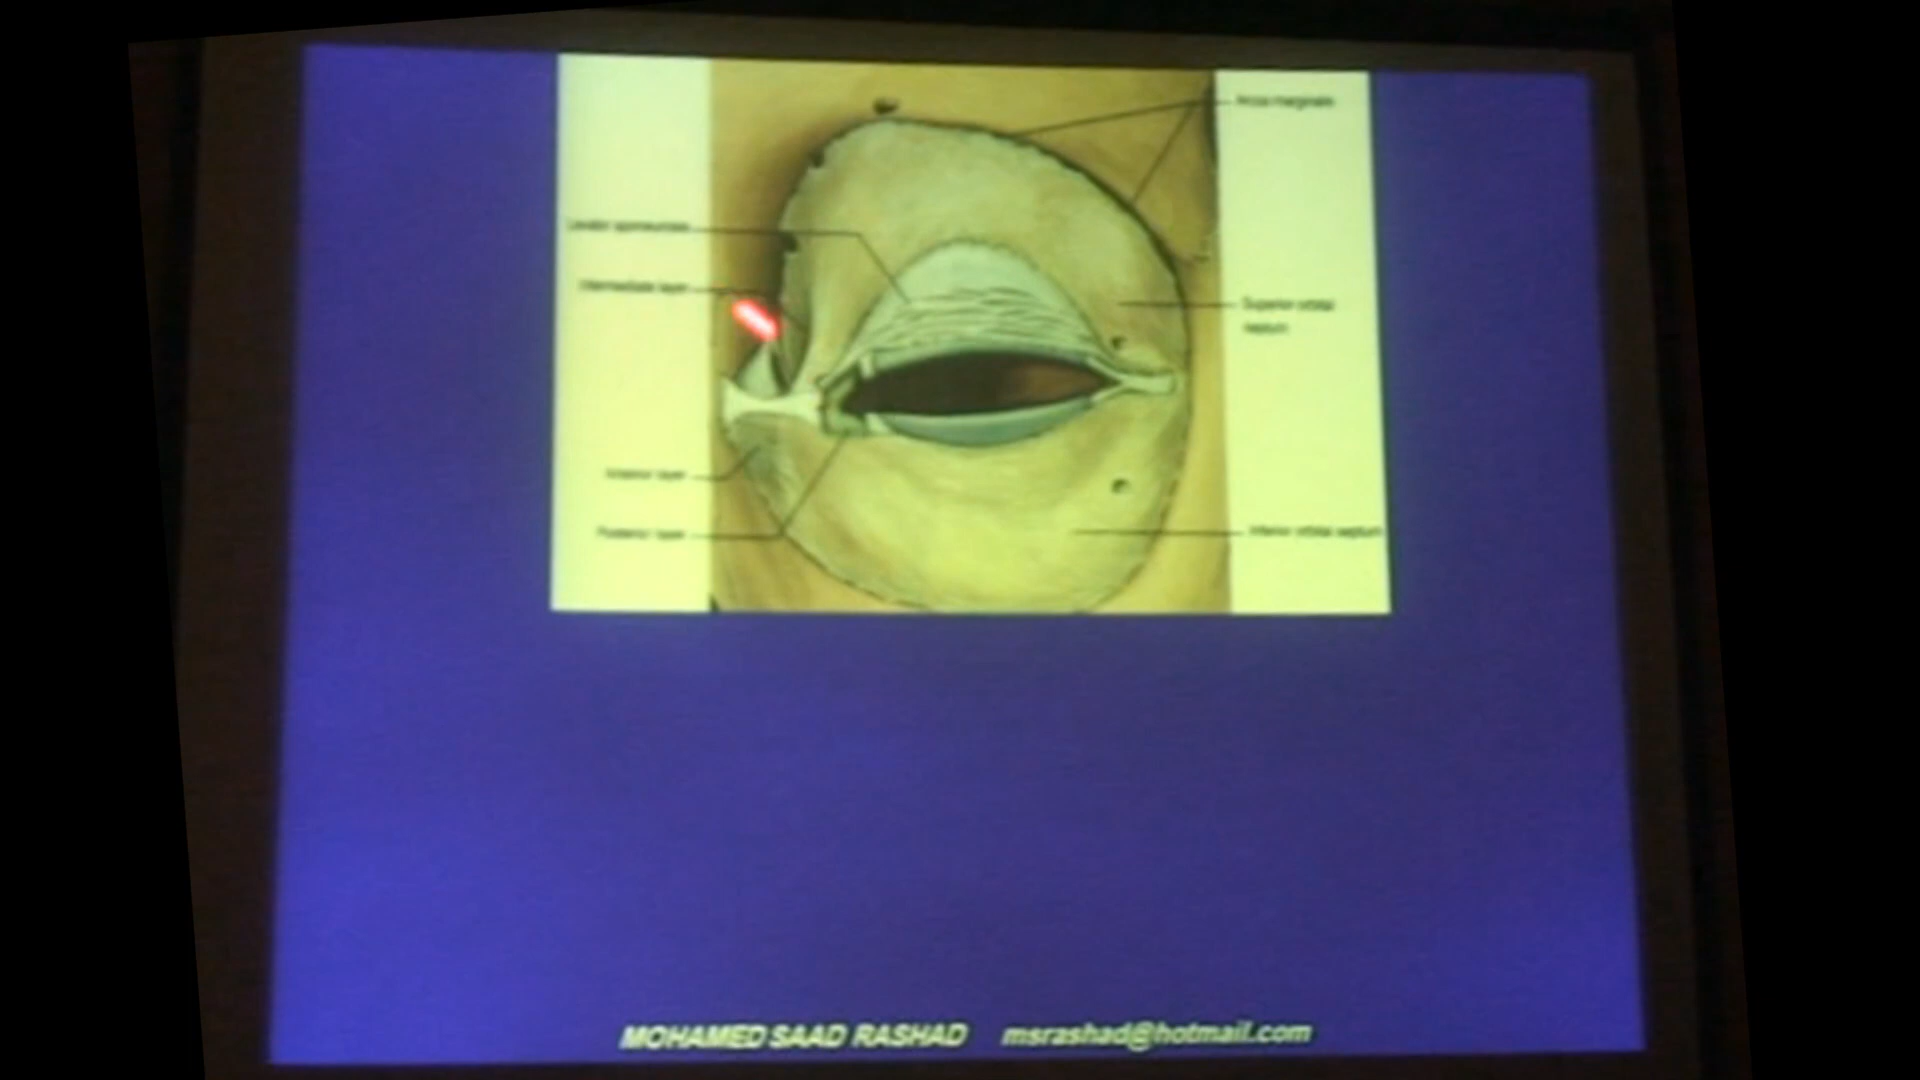 Arcus marginalis
Levator aponeurosis
Intermediate layer
Superior orbital
septum
Anterior layer
Posterior layer
Inferior orbital septum
MOHAMED SAAD RASHAD msrashad@hotmail.com